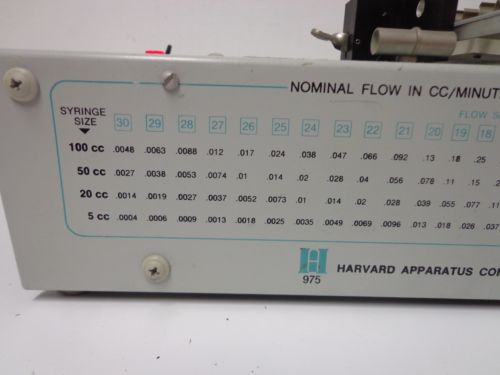 NOMINAL FLOW IN CC/MINUT
FLOW S
SYRINGE
SIZE 30 29 28 27 26 25 24 23 22 21 20 19 18
100 cc .0048 .0063 .0088 .012 .017 .024 .038 .047 .066 .092 .13 .18 .25
50 cc .0027 .0038 .0053 .0074 .01 .014 .02 .028 .04 .056 .078 .11 .15 .2
20 cc .0014 .0019 .0027 .0037 .0052 .0073 .01 .014 .02 .028 .039 .055 .077 .11
5 cc .0004 .0006 .0009 .0013 .0018 .0025 .0035 .0049 .0069 .0096 .013 .018 .026 .037
H
975
HARVARD APPARATUS COM